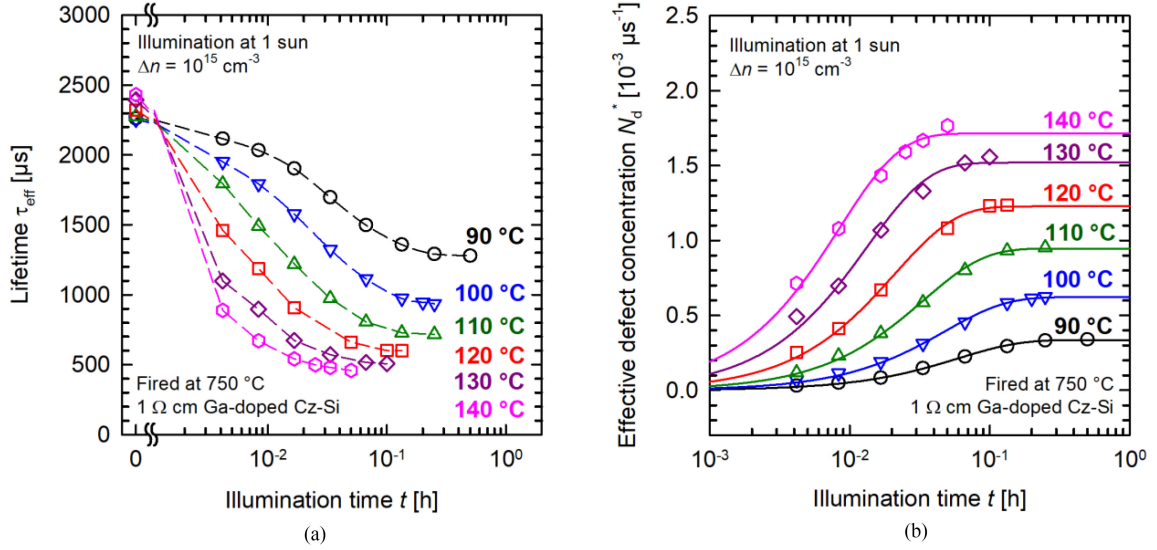 3000
2500
2000
1500
1000
500
0
Lifetime τeff [µs]
Illumination at 1 sun
Δn = 10^15 cm^-3
90 °C
100 °C
110 °C
120 °C
130 °C
140 °C
Fired at 750 °C
1 Ω cm Ga-doped Cz-Si
0 10^-2 10^-1 10^0
Illumination time t [h]
(a)
2.5
2.0
1.5
1.0
0.5
0.0
Effective defect concentration Nd* [10^-3 µs^-1]
Illumination at 1 sun
Δn = 10^15 cm^-3
140 °C
130 °C
120 °C
110 °C
100 °C
90 °C
Fired at 750 °C
1 Ω cm Ga-doped Cz-Si
10^-3 10^-2 10^-1 10^0
Illumination time t [h]
(b)